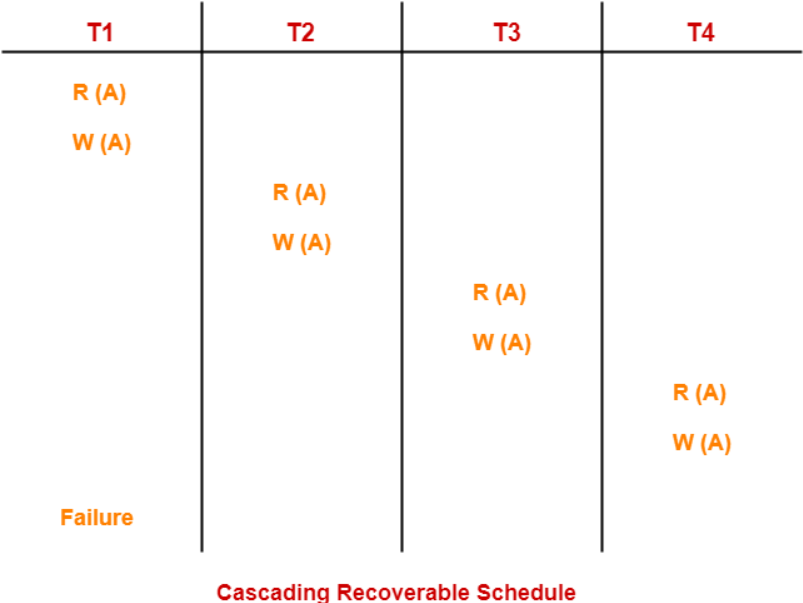 T1 T2 T3 T4
R (A)
W (A)
R (A)
W (A)
R (A)
W (A)
R (A)
W (A)
Failure
Cascading Recoverable Schedule